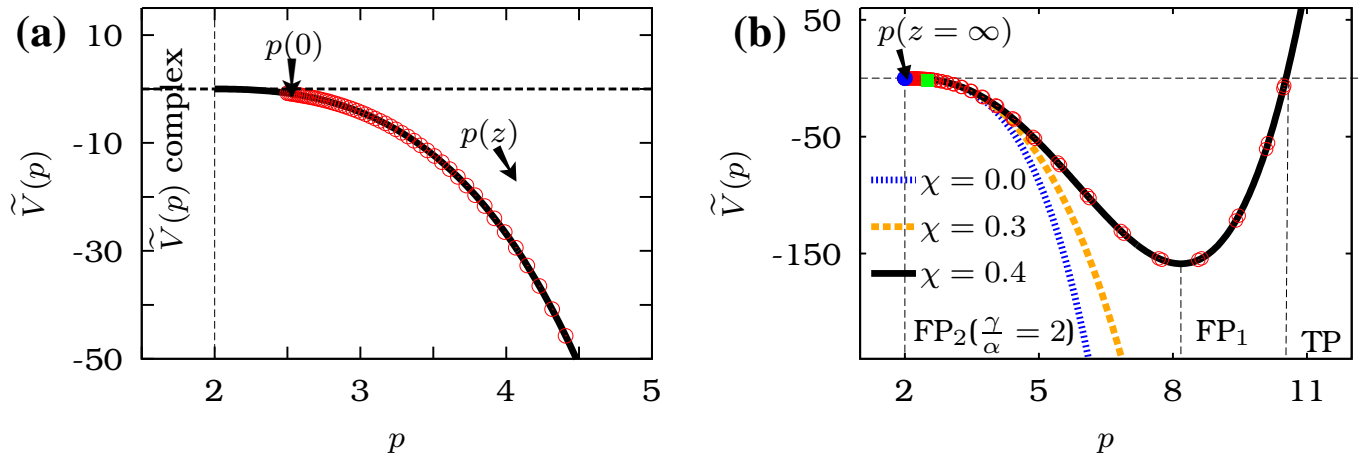 (a)
15
-10
-30
-50
Ṽ(p)
Ṽ(p) complex
p(0)
p(z)
2 3 4 5
p
(b)
50
-50
-150
Ṽ(p)
p(z = ∞)
χ = 0.0
χ = 0.3
χ = 0.4
FP₂(γ/α = 2)
FP₁
TP
2 5 8 11
p